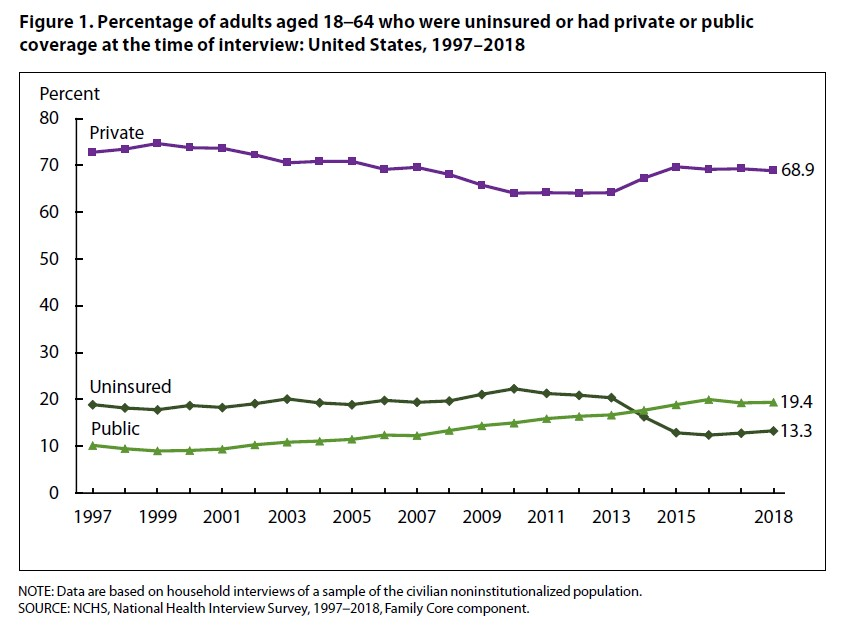 Figure 1. Percentage of adults aged 18–64 who were uninsured or had private or public
coverage at the time of interview: United States, 1997–2018
Percent
80
Private
70
68.9
60
50
40
30
Uninsured
20
19.4
Public
13.3
10
0
1997 1999 2001 2003 2005 2007 2009 2011 2013 2015 2018
NOTE: Data are based on household interviews of a sample of the civilian noninstitutionalized population.
SOURCE: NCHS, National Health Interview Survey, 1997–2018, Family Core component.